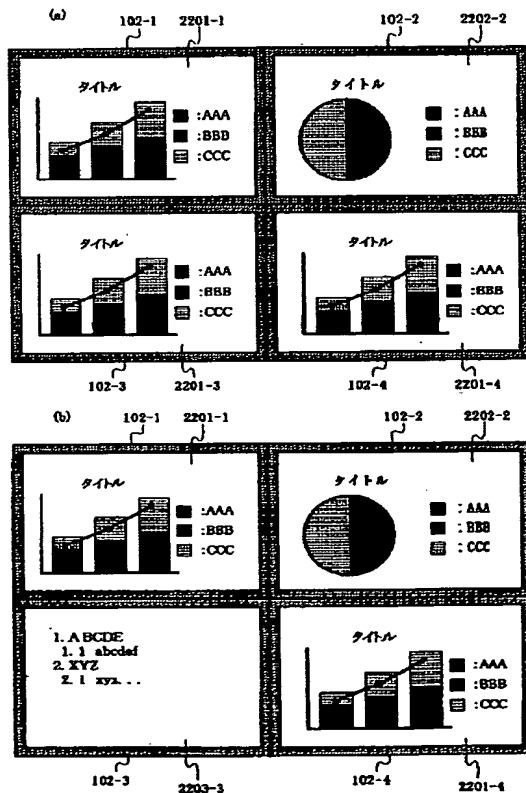 (a)
102-1 2201-1 102-2 2202-2
タイトル
:AAA
:BBB
:CCC
タイトル
:AAA
:BBB
:CCC
タイトル
:AAA
:BBB
:CCC
タイトル
:AAA
:BBB
:CCC
102-3 2201-3 102-4 2201-4
(b)
102-1 2201-1 102-2 2202-2
タイトル
:AAA
:BBB
:CCC
タイトル
:AAA
:BBB
:CCC
1. ABCDE
1. 1 abcdef
2. XYZ
2. 1 xyz...
タイトル
:AAA
:BBB
:CCC
102-3 2203-3 102-4 2201-4